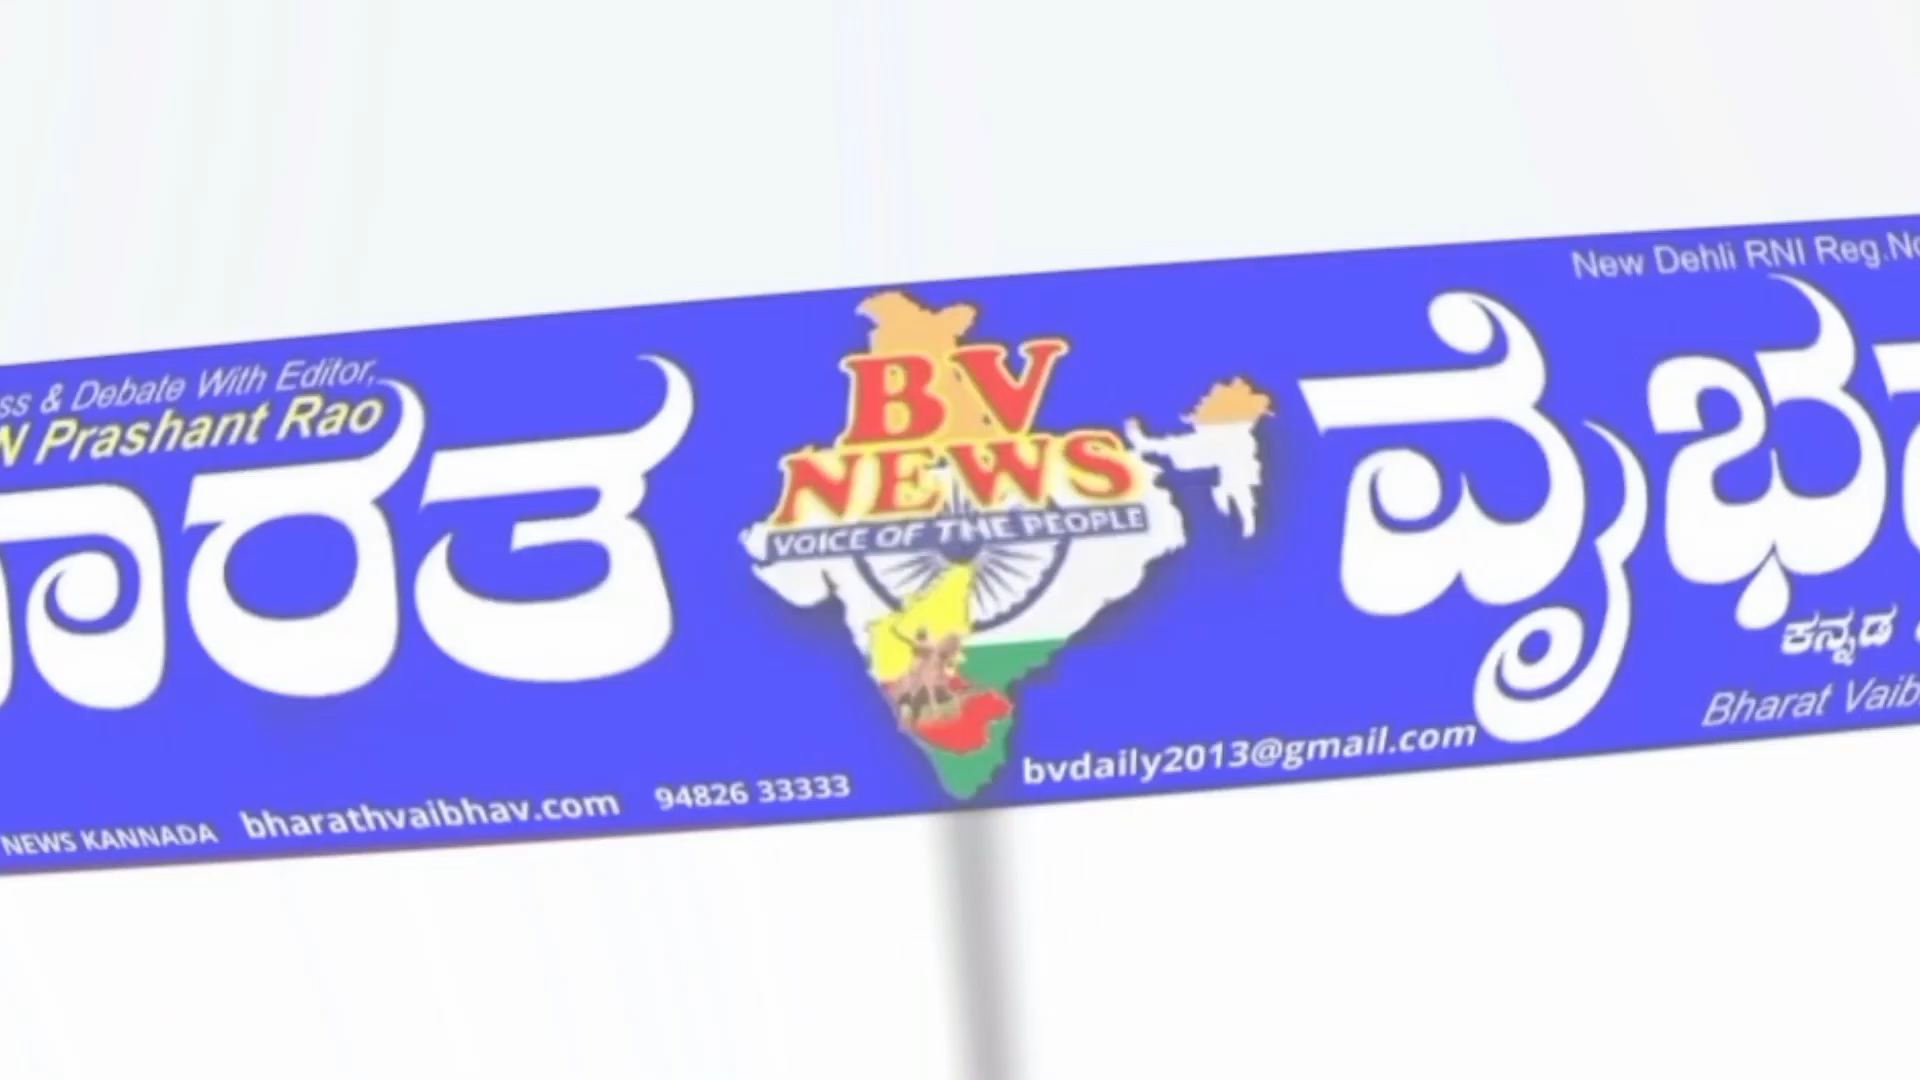 New Dehli RNI Reg.No
ss & Debate With Editor,
N Prashant Rao
ಾರತ
BV
NEWS
VOICE OF THE PEOPLE
ವೈಭ
ಕನ್ನಡ
Bharat Vaib
NEWS KANNADA bharathvaibhav.com 94826 33333 bvdaily2013@gmail.com